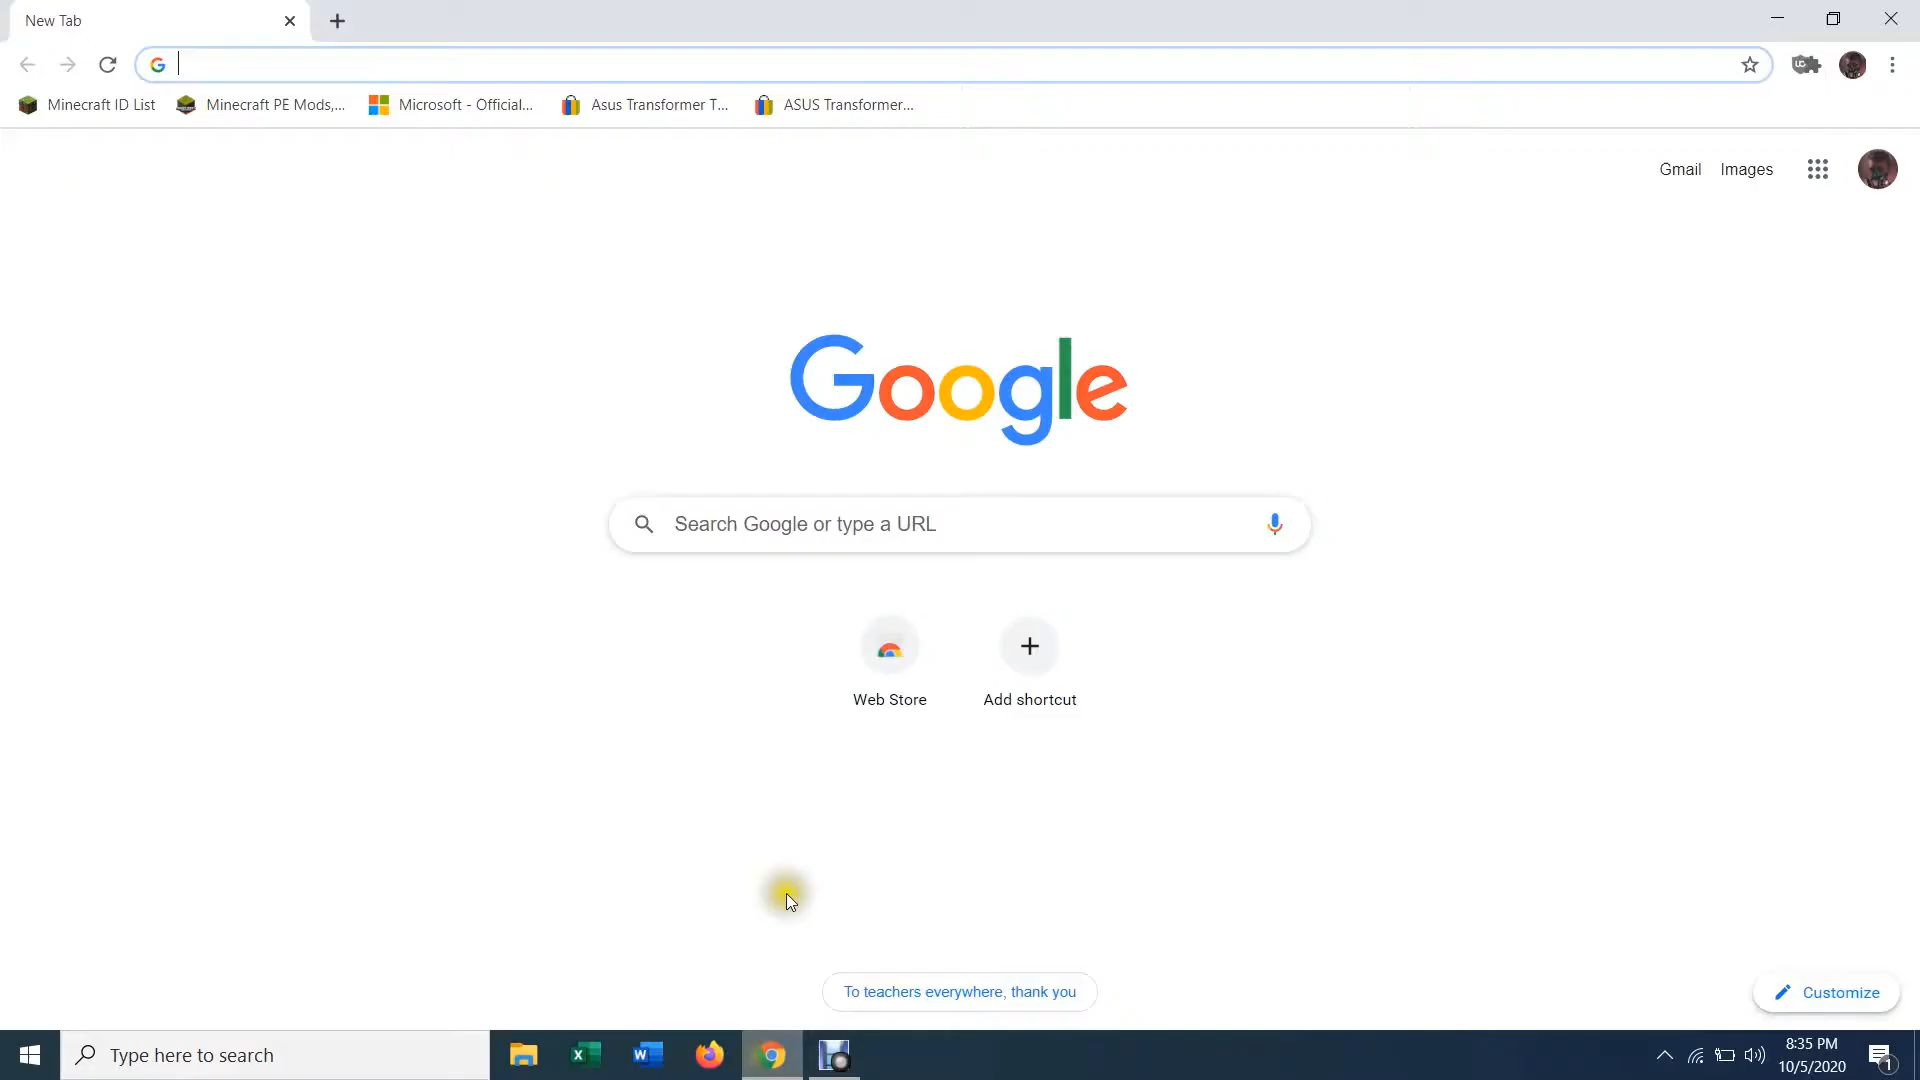 New Tab
Minecraft ID List
Minecraft PE Mods,...
Microsoft - Official...
Asus Transformer T...
ASUS Transformer...
Gmail
Images
Google
Search Google or type a URL
Web Store
Add shortcut
To teachers everywhere, thank you
Customize
Type here to search
8:35 PM
10/5/2020
1